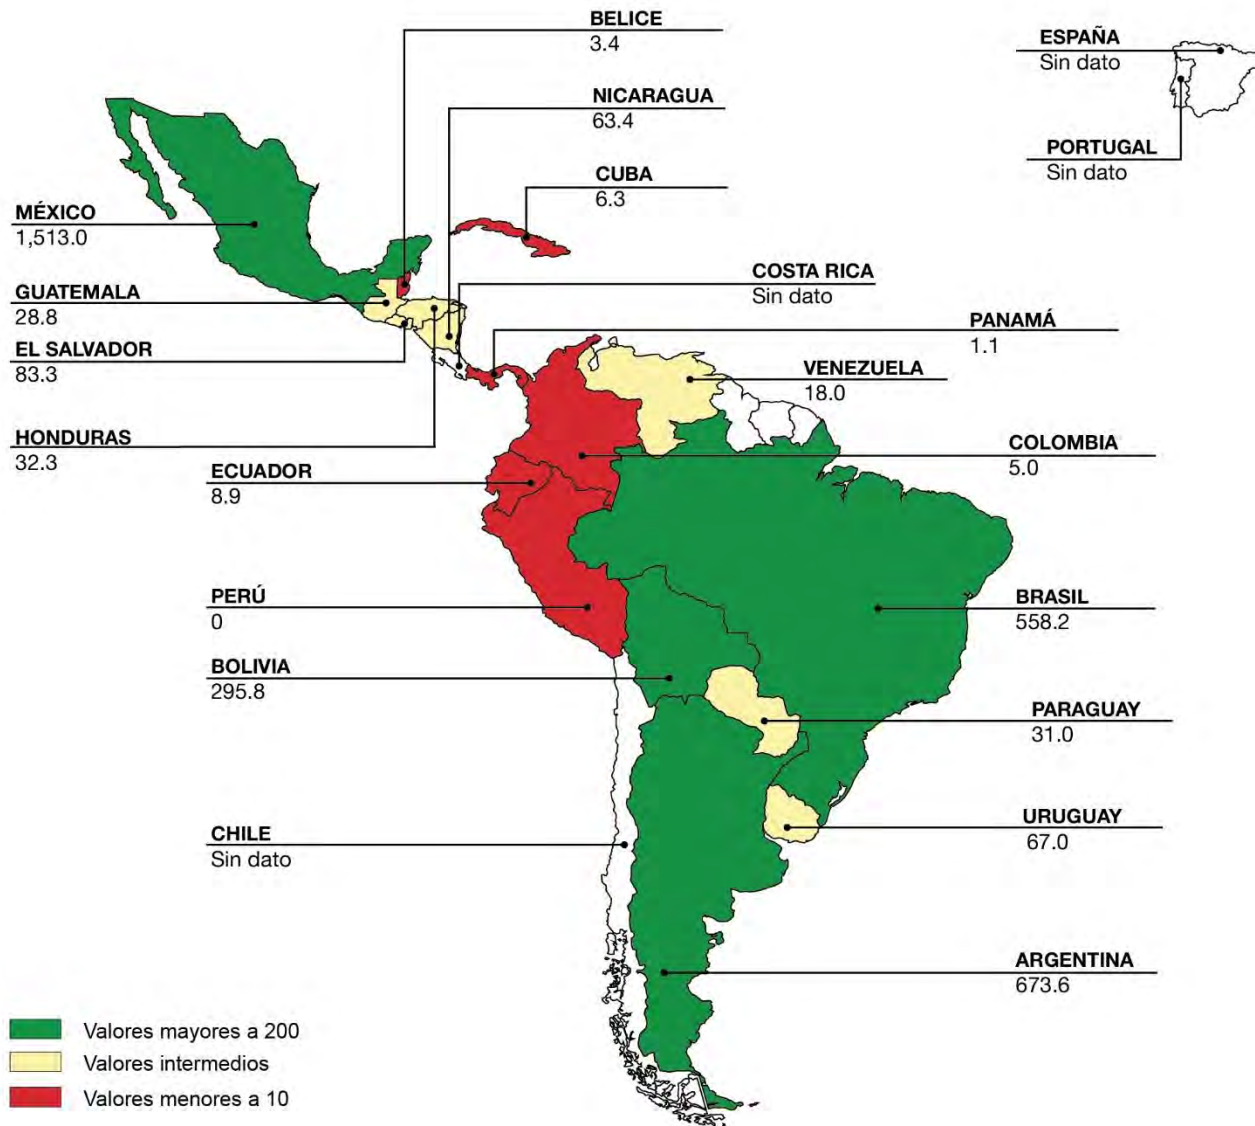 BELICE
3.4
ESPAÑA
Sin dato
NICARAGUA
63.4
PORTUGAL
Sin dato
CUBA
6.3
MÉXICO
1,513.0
COSTA RICA
Sin dato
GUATEMALA
28.8
PANAMÁ
1.1
EL SALVADOR
83.3
VENEZUELA
18.0
HONDURAS
32.3
COLOMBIA
5.0
ECUADOR
8.9
PERÚ
0
BRASIL
558.2
BOLIVIA
295.8
PARAGUAY
31.0
CHILE
Sin dato
URUGUAY
67.0
ARGENTINA
673.6
Valores mayores a 200
Valores intermedios
Valores menores a 10